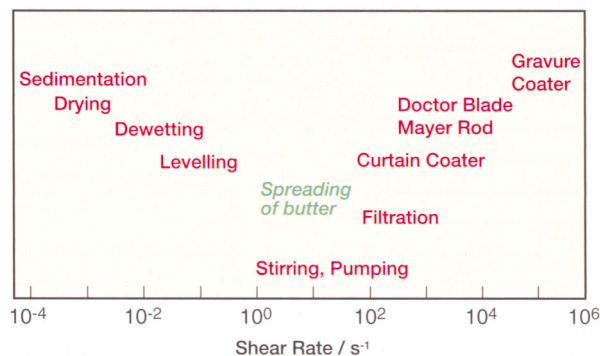 Gravure
Coater
Sedimentation
Drying
Doctor Blade
Dewetting
Mayer Rod
Levelling
Curtain Coater
Spreading
of butter
Filtration
Stirring, Pumping
10⁻⁴
10⁻²
10⁰
10²
10⁴
10⁶
Shear Rate / s⁻¹